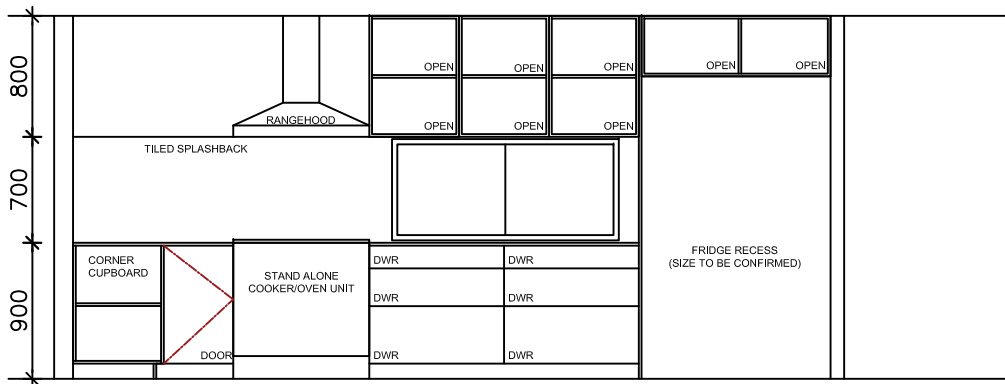 800
700
900
OPEN
OPEN
OPEN
OPEN
OPEN
OPEN
OPEN
OPEN
RANGEHOOD
TILED SPLASHBACK
CORNER
CUPBOARD
DOOR
STAND ALONE
COOKER/OVEN UNIT
DWR
DWR
DWR
DWR
DWR
DWR
FRIDGE RECESS
(SIZE TO BE CONFIRMED)